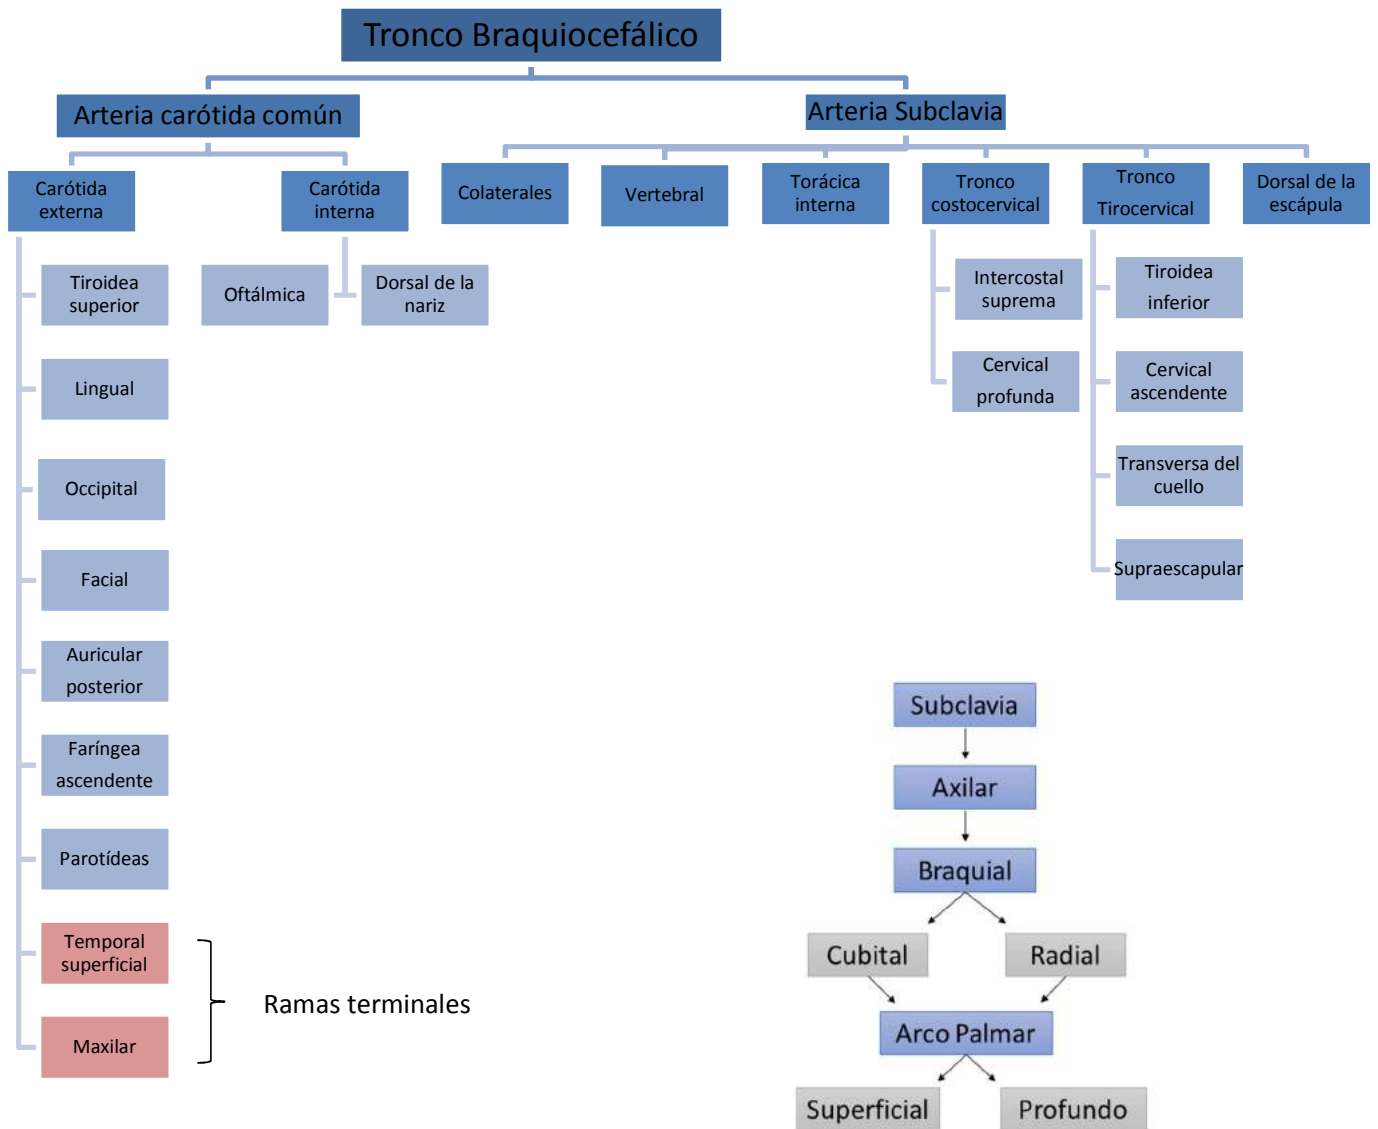 Tronco Braquiocefálico
Arteria carótida común
Arteria Subclavia
Carótida
externa
Carótida
interna
Colaterales
Vertebral
Torácica
interna
Tronco
costocervical
Tronco
Tirocervical
Dorsal de la
escápula
Tiroidea
superior
Lingual
Occipital
Facial
Auricular
posterior
Faríngea
ascendente
Parotídeas
Temporal
superficial
Maxilar
Ramas terminales
Oftálmica
Dorsal de la
nariz
Intercostal
suprema
Cervical
profunda
Tiroidea
inferior
Cervical
ascendente
Transversa del
cuello
Supraescapular
Subclavia
Axilar
Braquial
Cubital
Radial
Arco Palmar
Superficial
Profundo